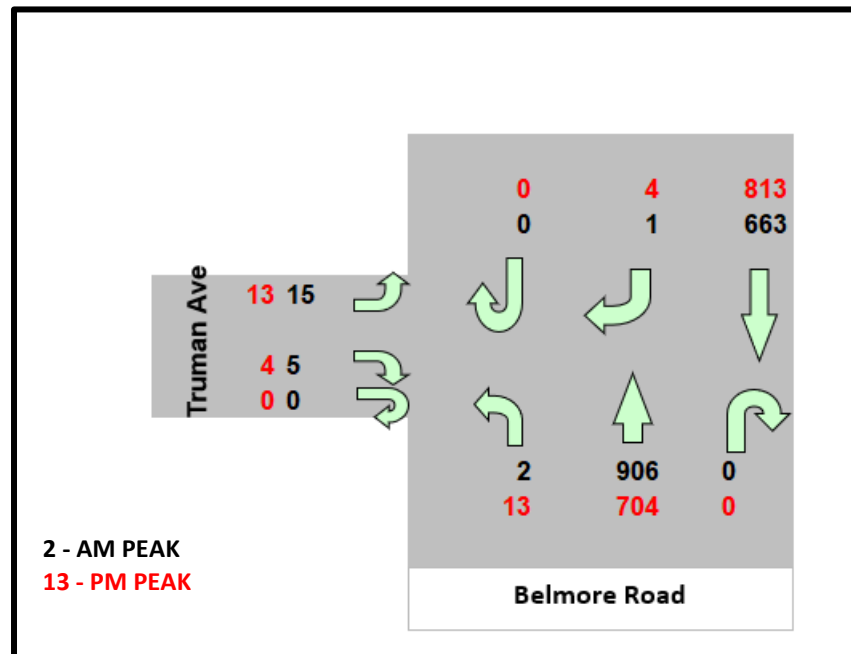 0 4 813
0 1 663
Truman Ave
13 15
4 5
0 0
2 906 0
13 704 0
2 - AM PEAK
13 - PM PEAK
Belmore Road